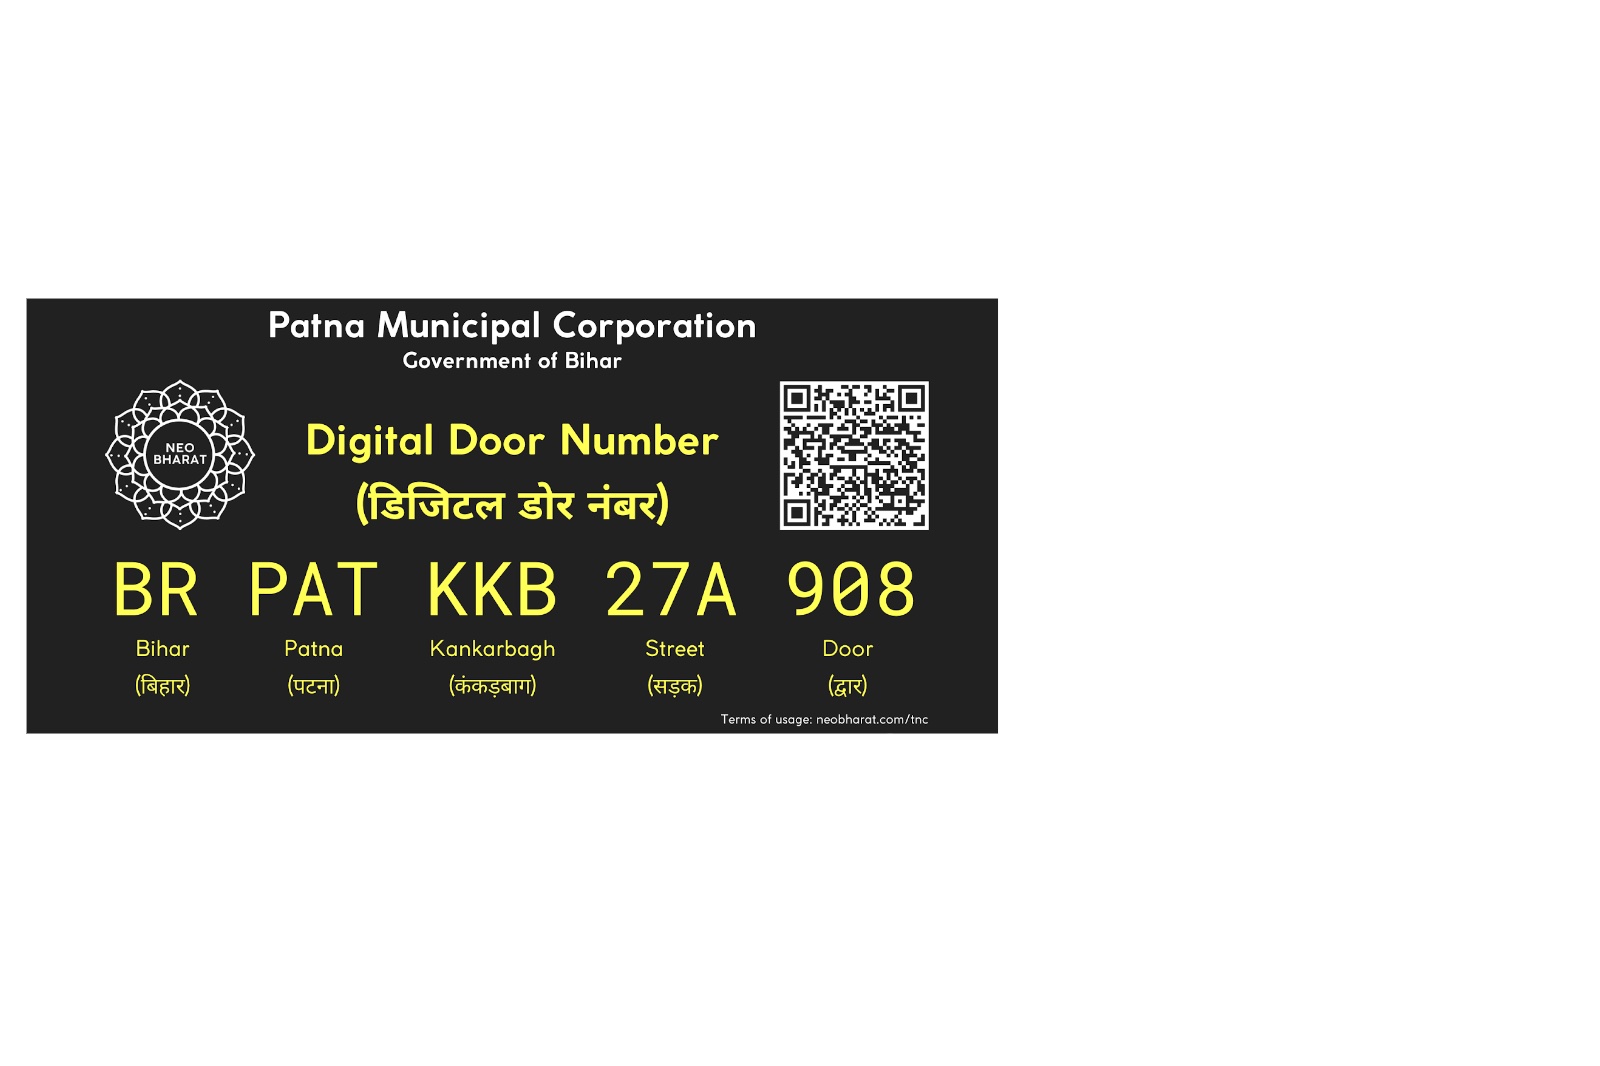 Patna Municipal Corporation
Government of Bihar
NEO
BHARAT
Digital Door Number
(डिजिटल डोर नंबर)
BR PAT KKB 27A 908
Bihar Patna Kankarbagh Street Door
(बिहार) (पटना) (कंकड़बाग) (सड़क) (द्वार)
Terms of usage: neobharat.com/tnc